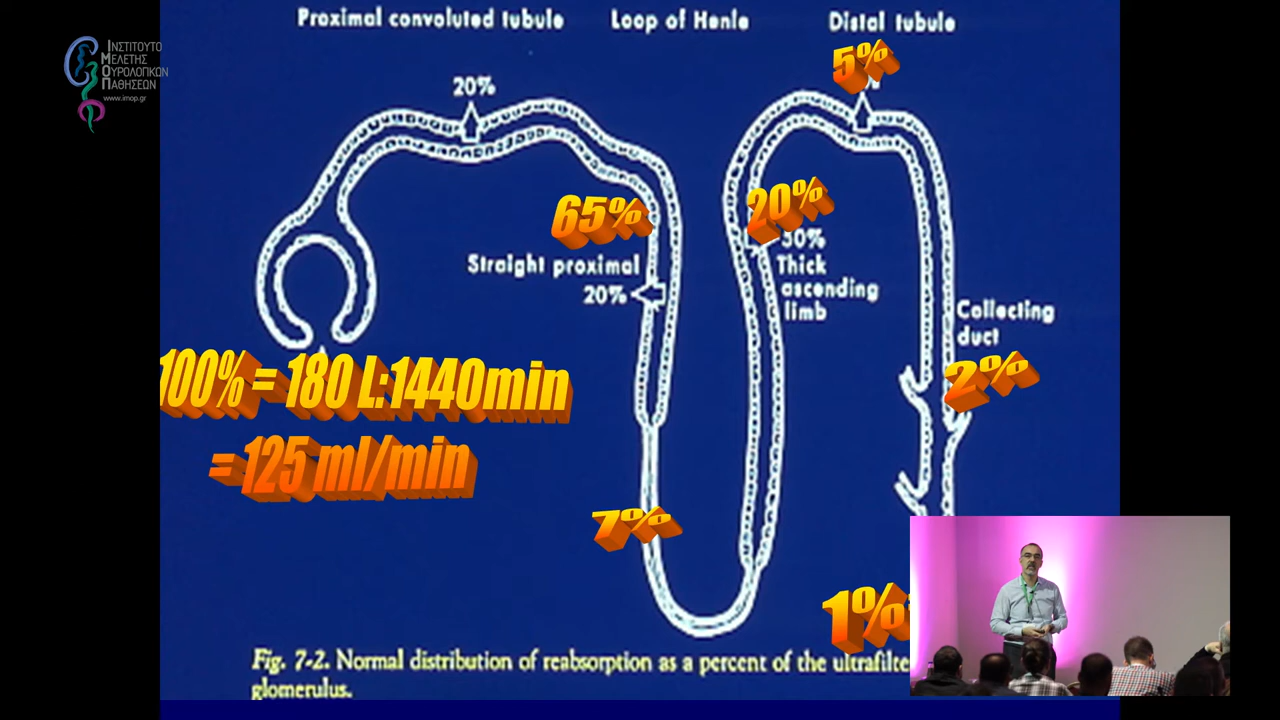 Proximal convoluted tubule
Loop of Henle
Distal tubule
ΙΝΣΤΙΤΟΥΤΟ
ΜΕΛΕΤΗΣ
ΟΥΡΟΛΟΓΙΚΩΝ
ΠΑΘΗΣΕΩΝ
www.imop.gr
5%
20%
65%
20%
50%
Thick
ascending
limb
Straight proximal
20%
Collecting
duct
2%
100% = 180 L:1440min
= 125 ml/min
7%
1%
Fig. 7-2. Normal distribution of reabsorption as a percent of the
glomerulus.